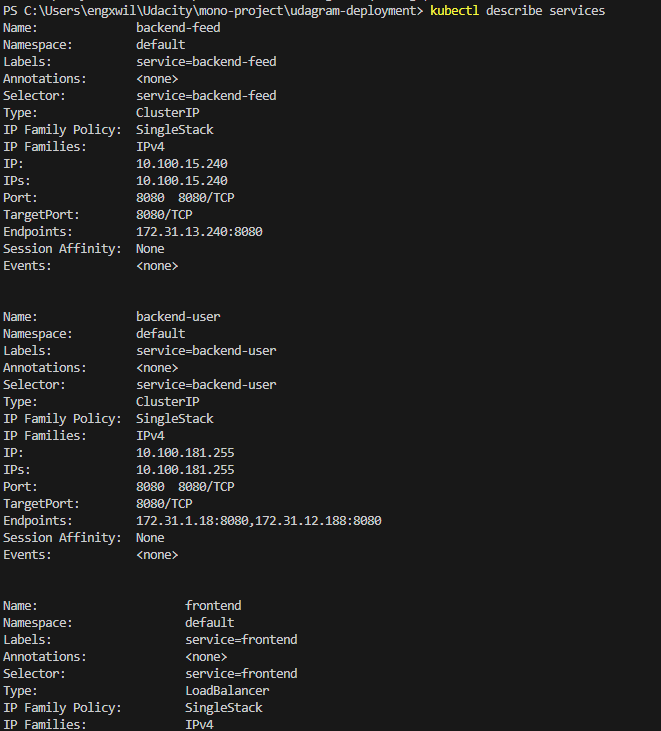 PS C:\Users\engxwil\Udacity\mono-project\udagram-deployment> kubectl describe services
Name:              backend-feed
Namespace:         default
Labels:            service=backend-feed
Annotations:       <none>
Selector:          service=backend-feed
Type:              ClusterIP
IP Family Policy:  SingleStack
IP Families:       IPv4
IP:                10.100.15.240
IPs:               10.100.15.240
Port:              8080  8080/TCP
TargetPort:        8080/TCP
Endpoints:         172.31.13.240:8080
Session Affinity:  None
Events:            <none>
Name:              backend-user
Namespace:         default
Labels:            service=backend-user
Annotations:       <none>
Selector:          service=backend-user
Type:              ClusterIP
IP Family Policy:  SingleStack
IP Families:       IPv4
IP:                10.100.181.255
IPs:               10.100.181.255
Port:              8080  8080/TCP
TargetPort:        8080/TCP
Endpoints:         172.31.1.18:8080,172.31.12.188:8080
Session Affinity:  None
Events:            <none>
Name:                     frontend
Namespace:                default
Labels:                   service=frontend
Annotations:              <none>
Selector:                 service=frontend
Type:                     LoadBalancer
IP Family Policy:         SingleStack
IP Families:              IPv4